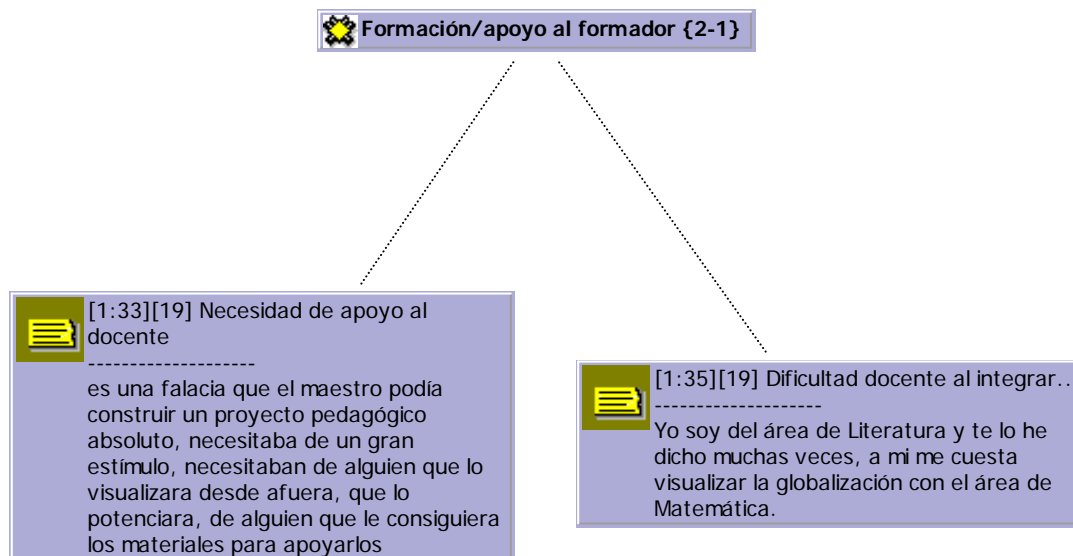 Formación/apoyo al formador {2-1}
[1:33][19] Necesidad de apoyo al
docente
--------------------
es una falacia que el maestro podía
construir un proyecto pedagógico
absoluto, necesitaba de un gran
estímulo, necesitaban de alguien que lo
visualizara desde afuera, que lo
potenciara, de alguien que le consiguiera
los materiales para apoyarlos
[1:35][19] Dificultad docente al integrar..
--------------------
Yo soy del área de Literatura y te lo he
dicho muchas veces, a mi me cuesta
visualizar la globalización con el área de
Matemática.